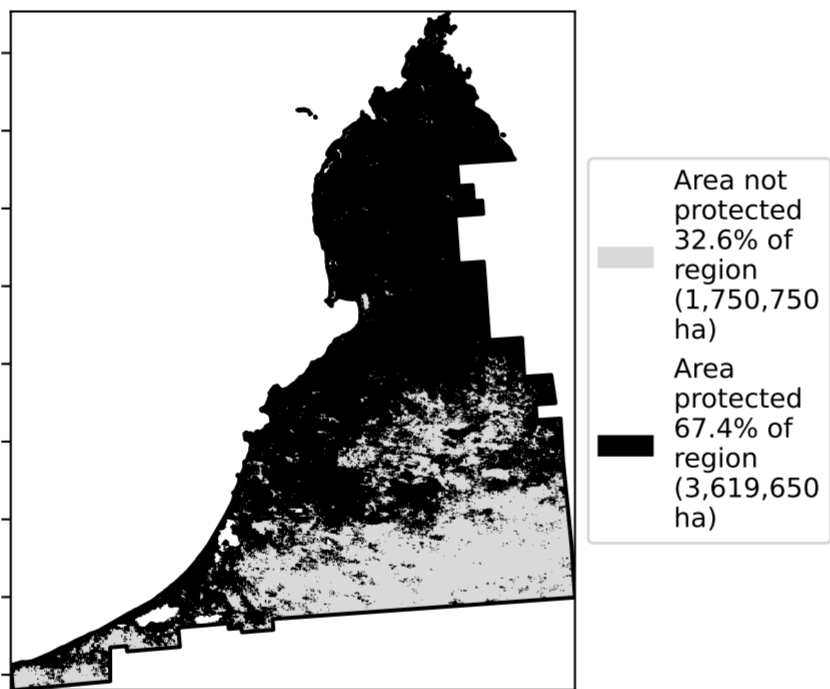 Area not
protected
32.6% of
region
(1,750,750
ha)
Area
protected
67.4% of
region
(3,619,650
ha)